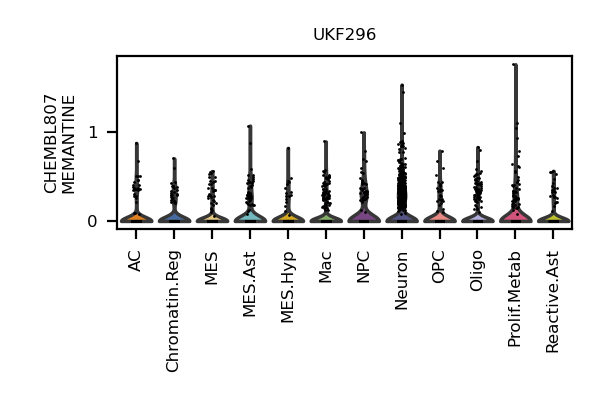 UKF296
CHEMBL807
MEMANTINE
1
0
AC
Chromatin.Reg
MES
MES.Ast
MES.Hyp
Mac
NPC
Neuron
OPC
Oligo
Prolif.Metab
Reactive.Ast